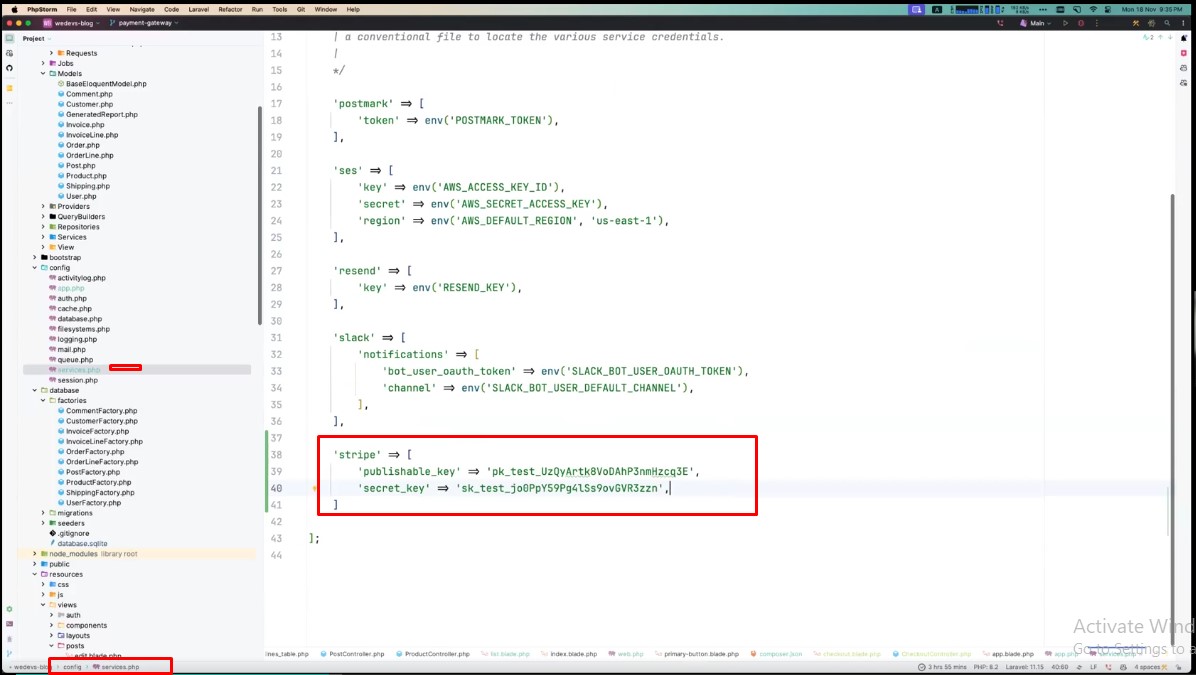 PhpStorm File Edit View Navigate Code Laravel Refactor Run Tools Git Window Help Mon 18 Nov 9:35 PM
wedevs-blog payment-gateway Main
Project
Requests
Jobs
Models
BaseEloquentModel.php
Comment.php
Customer.php
GeneratedReport.php
Invoice.php
InvoiceLine.php
Order.php
OrderLine.php
Post.php
Product.php
Shipping.php
User.php
Providers
QueryBuilders
Repositories
Services
View
bootstrap
config
activitylog.php
app.php
auth.php
cache.php
database.php
filesystems.php
logging.php
mail.php
queue.php
services.php
session.php
database
factories
CommentFactory.php
CustomerFactory.php
InvoiceFactory.php
InvoiceLineFactory.php
OrderFactory.php
OrderLineFactory.php
PostFactory.php
ProductFactory.php
ShippingFactory.php
UserFactory.php
migrations
seeders
.gitignore
database.sqlite
node_modules library root
public
resources
css
js
views
auth
components
layouts
posts
edit.blade.php
13 | a conventional file to locate the various service credentials.
14 |
15 */
16
17 'postmark' => [
18 'token' => env('POSTMARK_TOKEN'),
19 ],
20
21 'ses' => [
22 'key' => env('AWS_ACCESS_KEY_ID'),
23 'secret' => env('AWS_SECRET_ACCESS_KEY'),
24 'region' => env('AWS_DEFAULT_REGION', 'us-east-1'),
25 ],
26
27 'resend' => [
28 'key' => env('RESEND_KEY'),
29 ],
30
31 'slack' => [
32 'notifications' => [
33 'bot_user_oauth_token' => env('SLACK_BOT_USER_OAUTH_TOKEN'),
34 'channel' => env('SLACK_BOT_USER_DEFAULT_CHANNEL'),
35 ],
36 ],
37
38 'stripe' => [
39 'publishable_key' => 'pk_test_UzQyArtk8VoDAhP3nmHzcq3E',
40 'secret_key' => 'sk_test_jo0PpY59Pg4lSs9ovGVR3zzn',
41 ]
42
43 ];
44
2
Activate Wind
Go to Settings to a
ines_table.php PostController.php ProductController.php list.blade.php index.blade.php web.php primary-button.blade.php composer.json checkout.blade.php CheckoutController.php app.blade.php app.php services.php
wedevs-blo config services.php 3 hrs 55 mins PHP: 8.2 Laravel: 11.15 40:60 LF 4 spaces